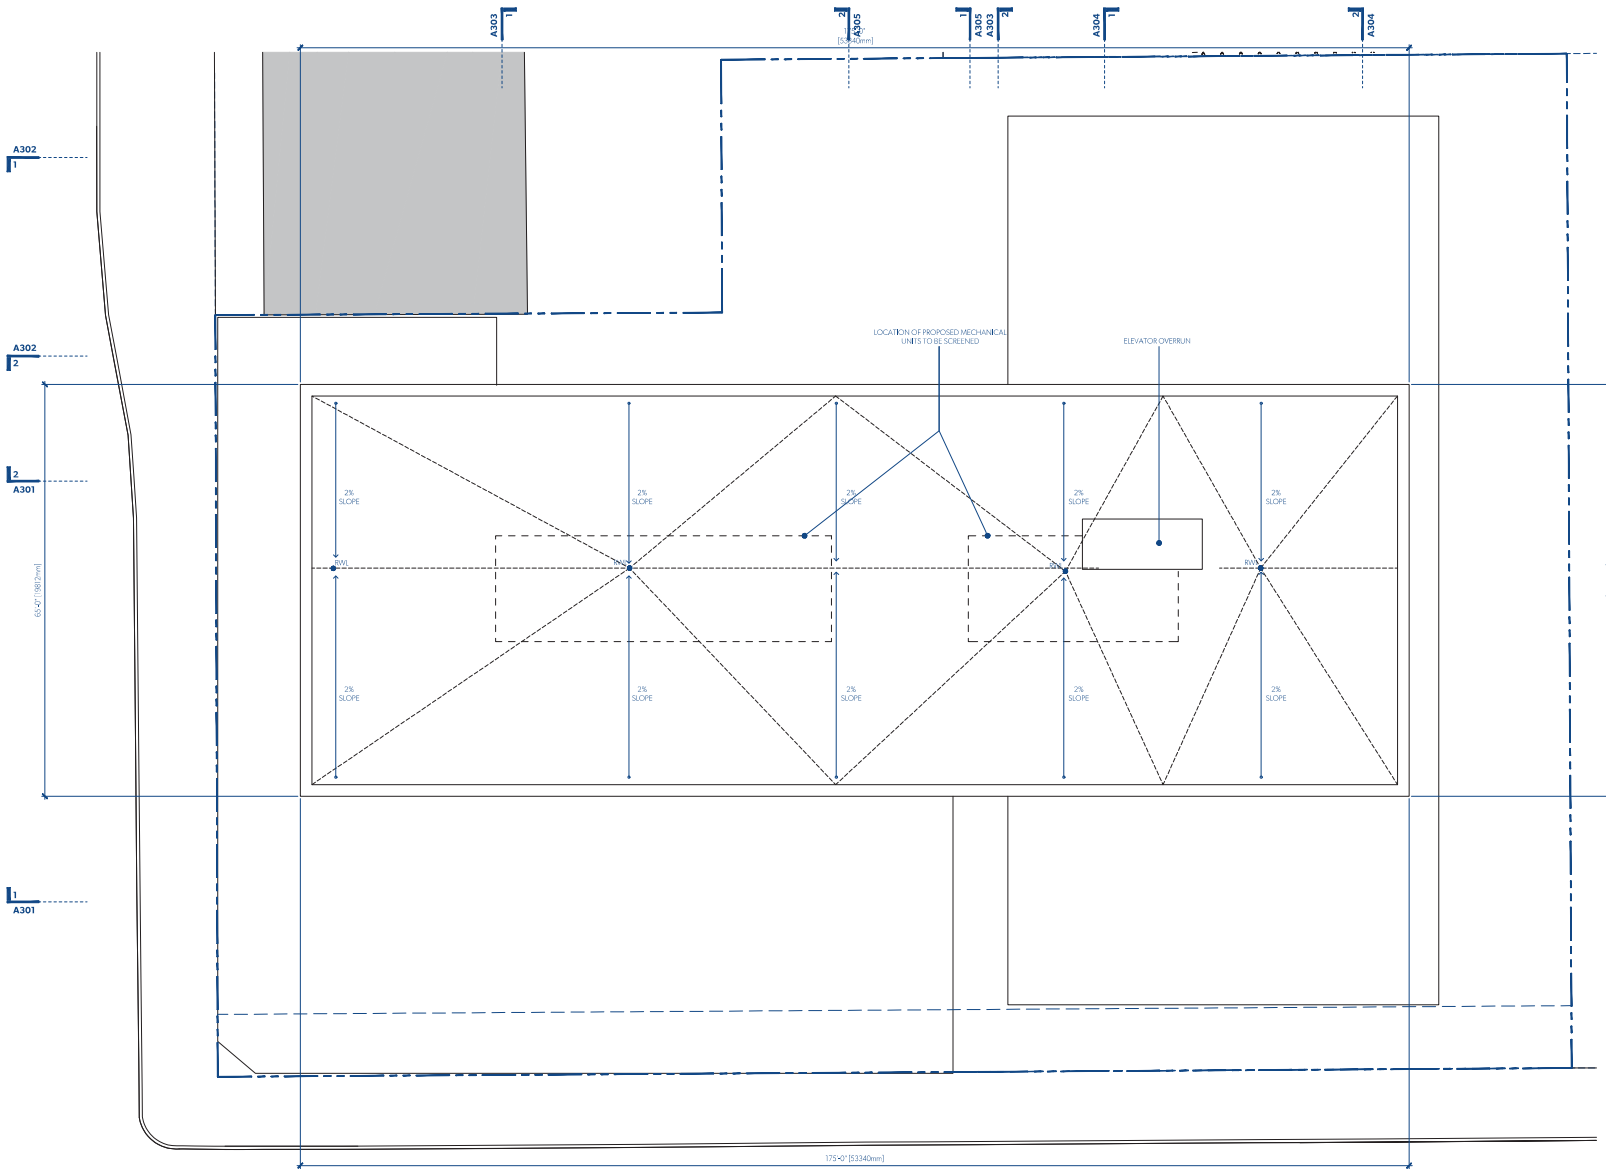 A303
1
2
A305
1
A305
A303
2
A304
1
2
A304
[53340mm]
A302
1
A302
2
2
A301
1
A301
LOCATION OF PROPOSED MECHANICAL
UNITS TO BE SCREENED
ELEVATOR OVERRUN
2%
SLOPE
2%
SLOPE
2%
SLOPE
2%
SLOPE
2%
SLOPE
RWL
RWL
RWL
RWL
65'-0" [19812mm]
2%
SLOPE
2%
SLOPE
2%
SLOPE
2%
SLOPE
2%
SLOPE
175'-0" [53340mm]